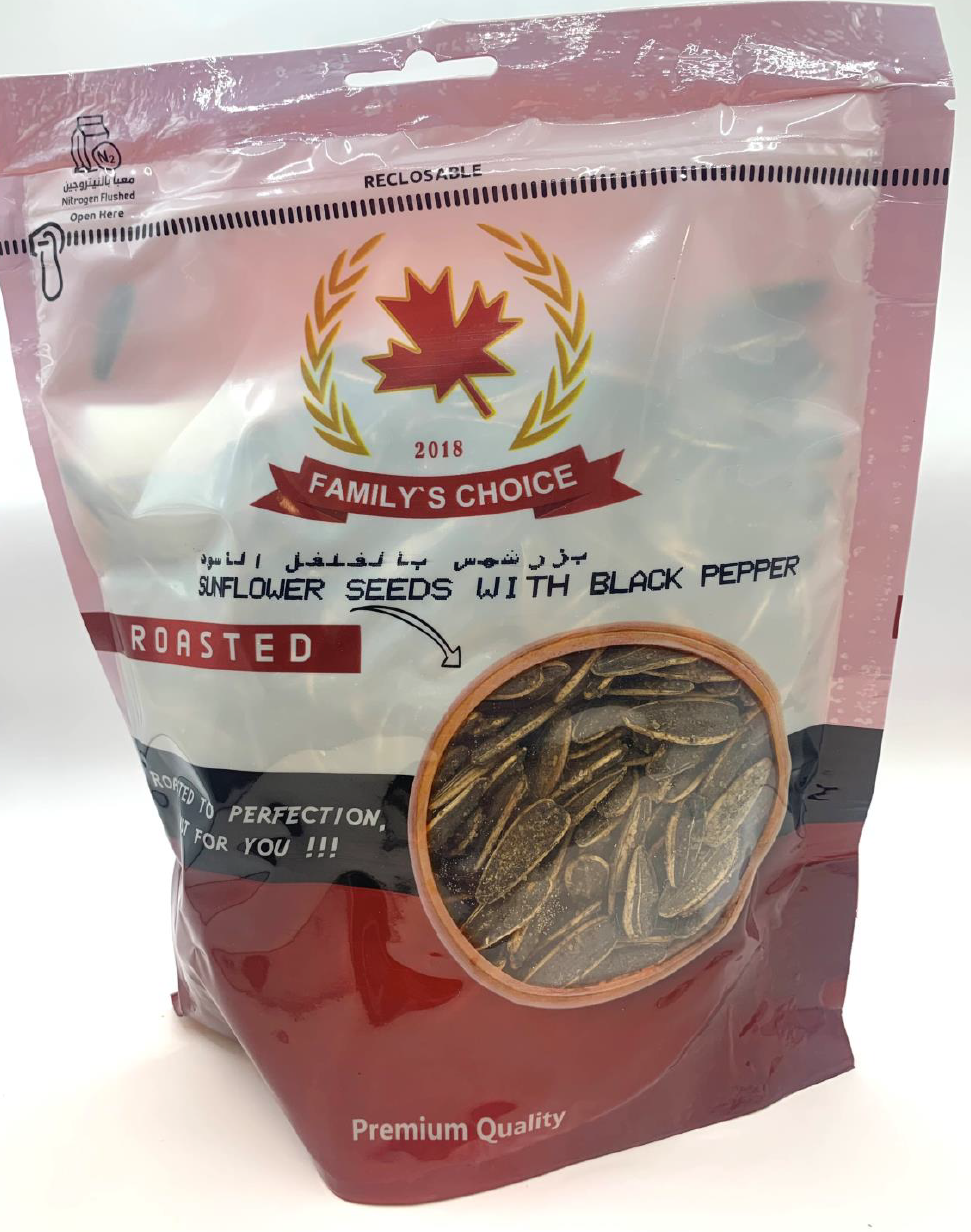 N₂
معبأ بالنيتروجين
Nitrogen Flushed
Open Here
RECLOSABLE
2018
FAMILY`S CHOICE
بزر شمس بالفلفل الاسود
SUNFLOWER SEEDS WITH BLACK PEPPER
ROASTED
TO PERFECTION,
FOR YOU !!!
Premium Quality